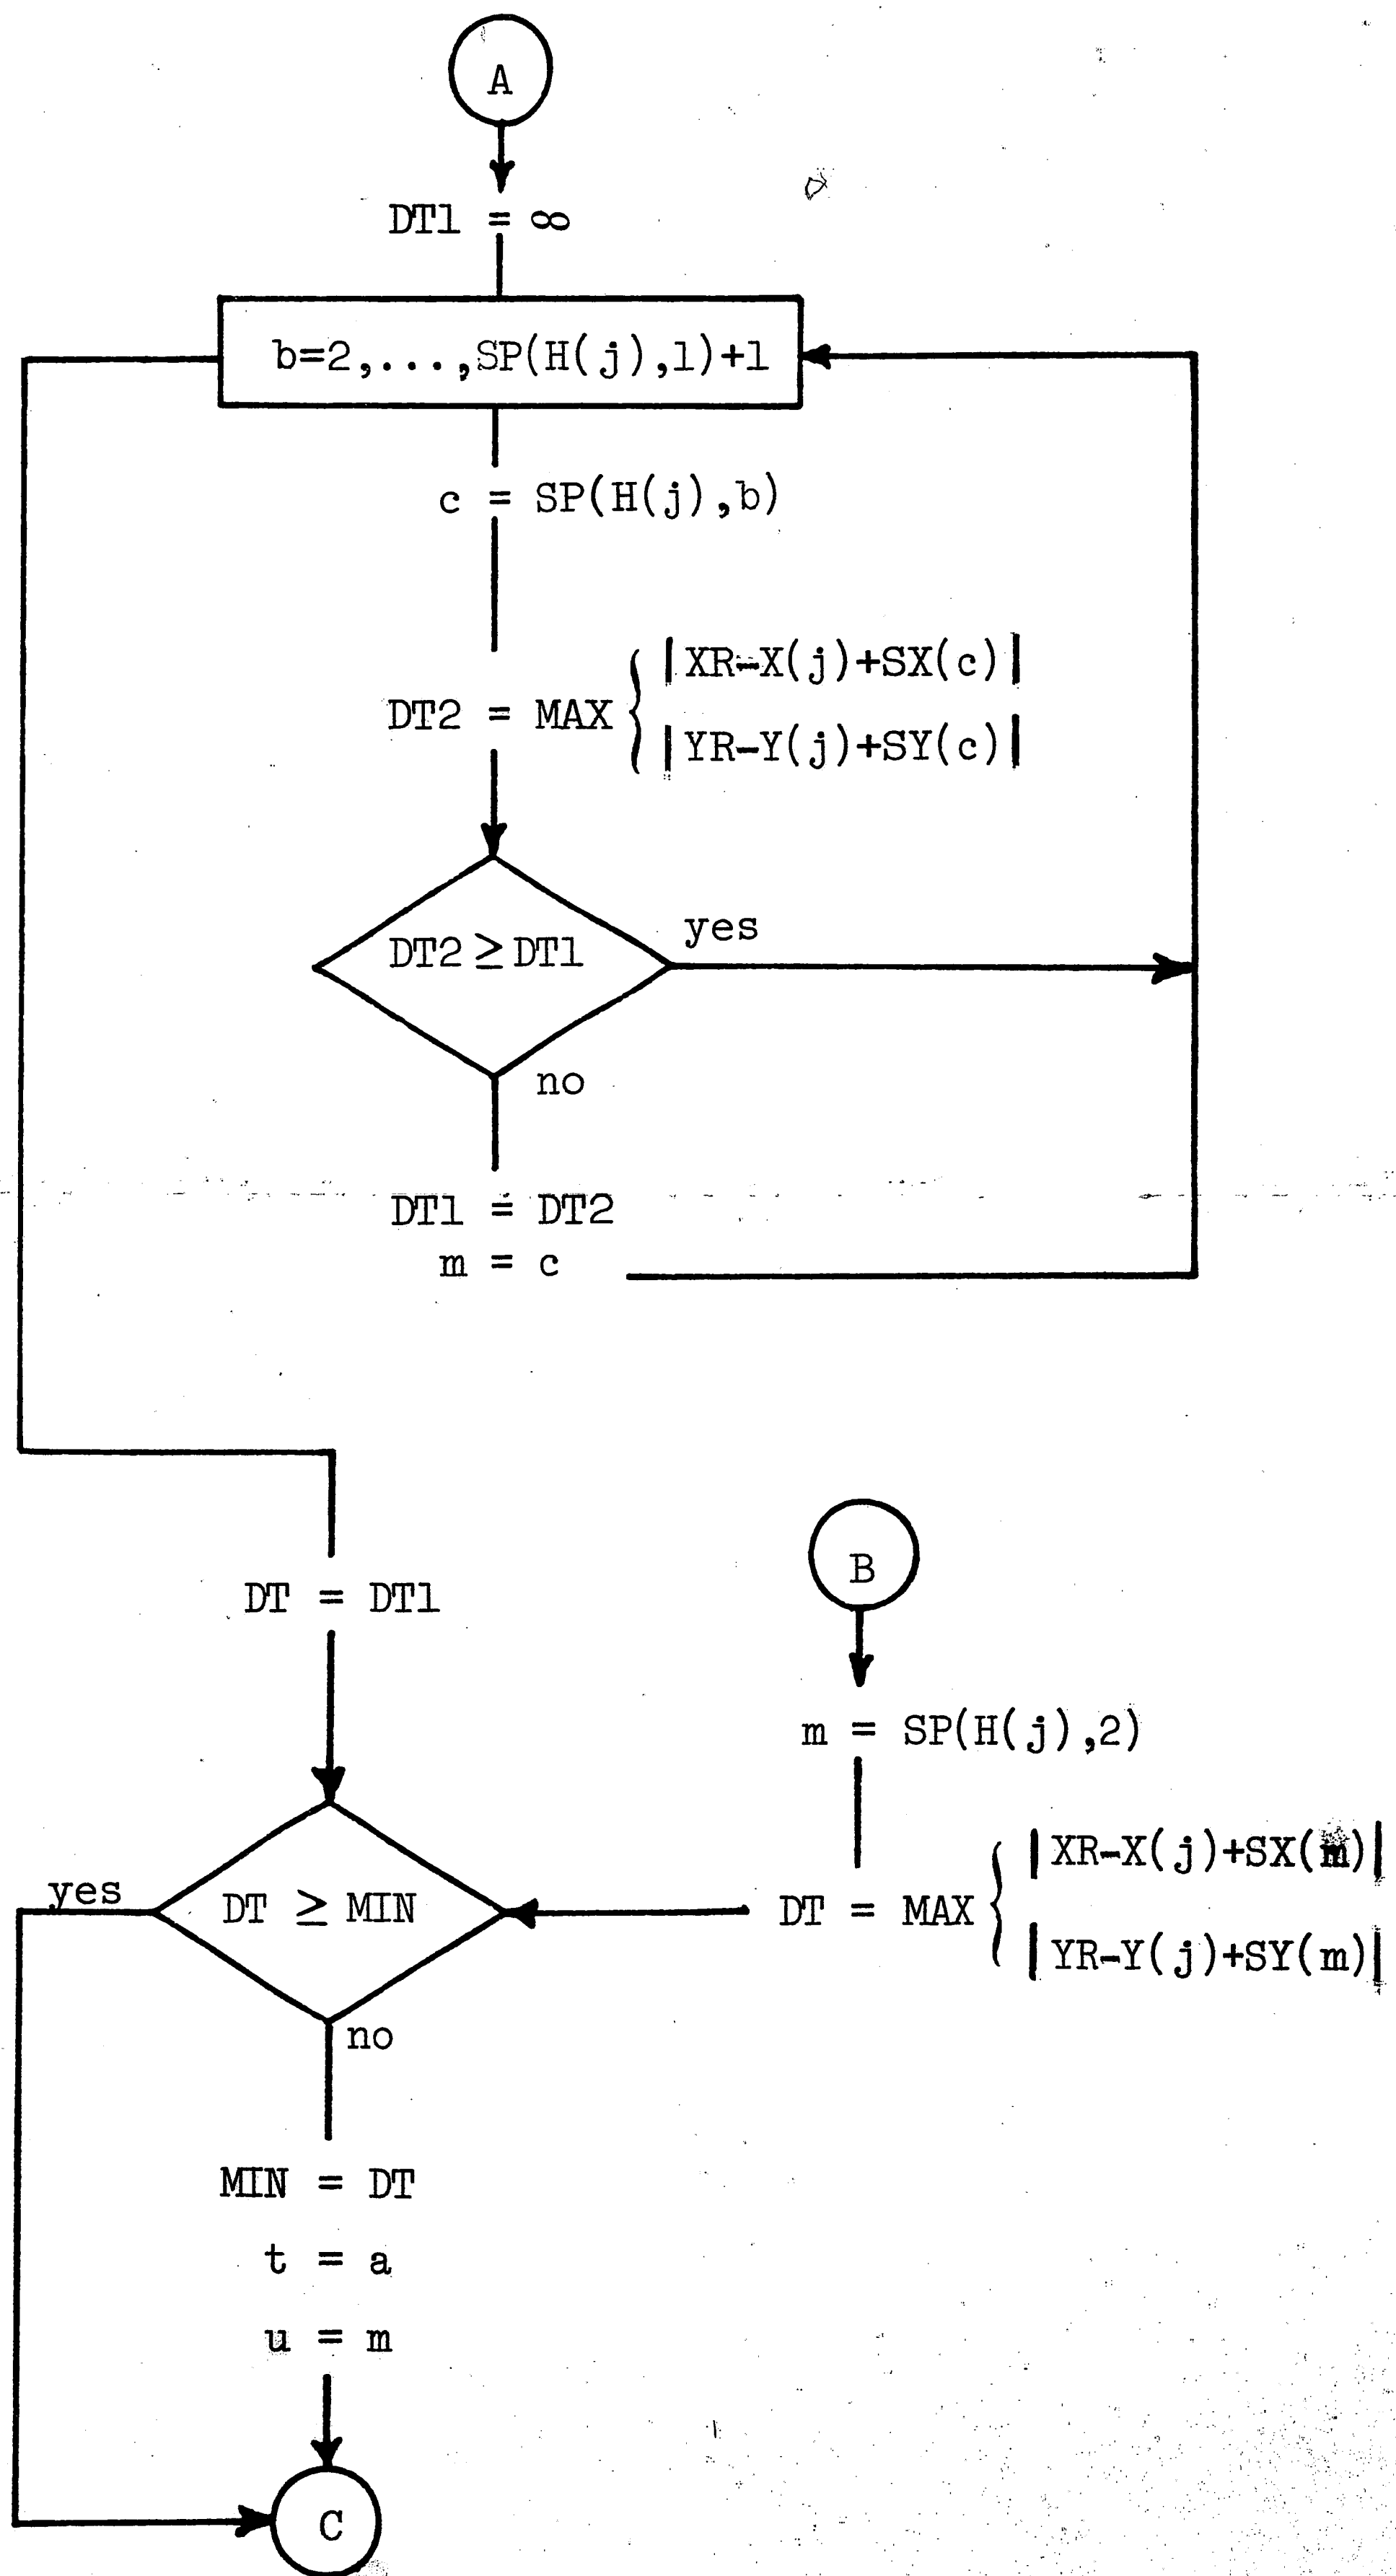 A
DT1 = ∞
b=2,...,SP(H(j),1)+1
c = SP(H(j),b)
|XR-X(j)+SX(c)|
DT2 = MAX {
|YR-Y(j)+SY(c)|
DT2 ≥ DT1
yes
no
DT1 = DT2
m = c
DT = DT1
B
m = SP(H(j),2)
|XR-X(j)+SX(m)|
yes
DT ≥ MIN
DT = MAX {
|YR-Y(j)+SY(m)|
no
MIN = DT
t = a
u = m
C